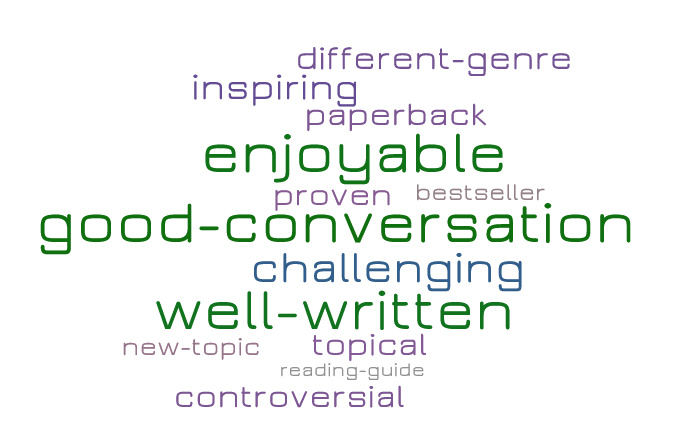 different-genre
inspiring
paperback
enjoyable
proven bestseller
good-conversation
challenging
well-written
new-topic topical
reading-guide
controversial